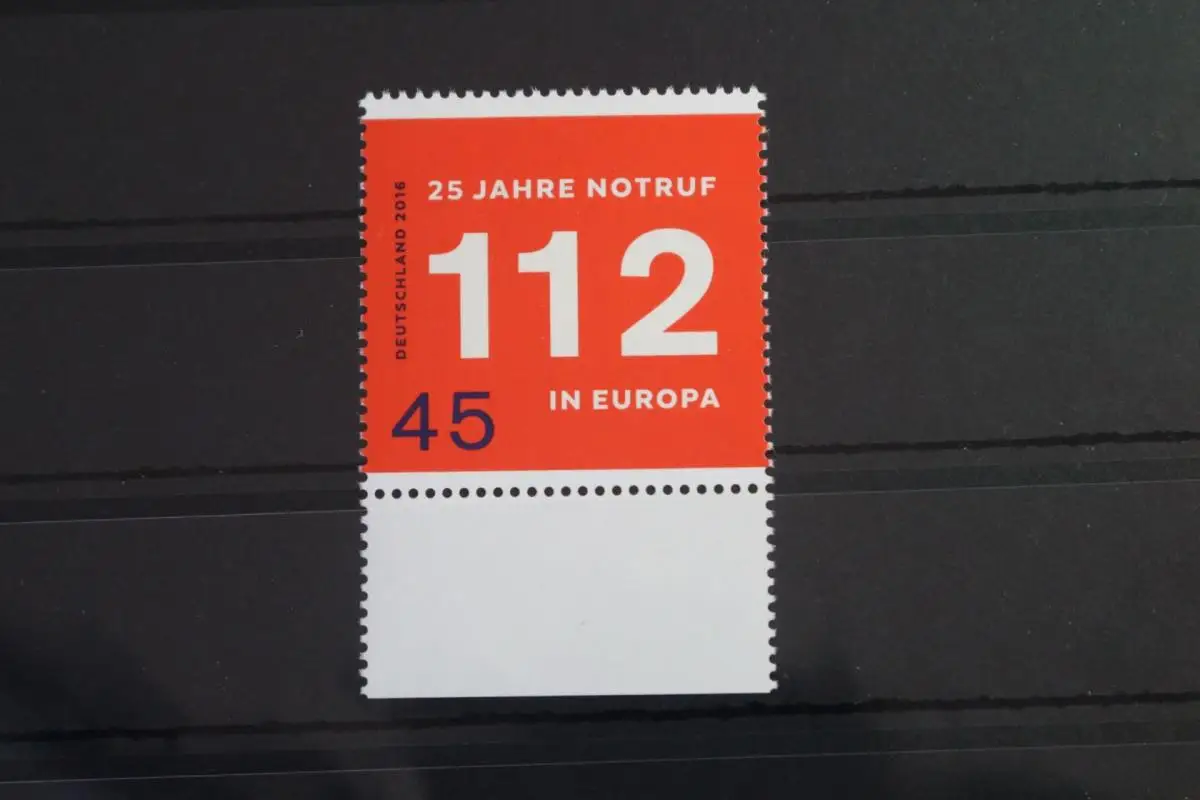 25 JAHRE NOTRUF
112
IN EUROPA
45
DEUTSCHLAND 2016